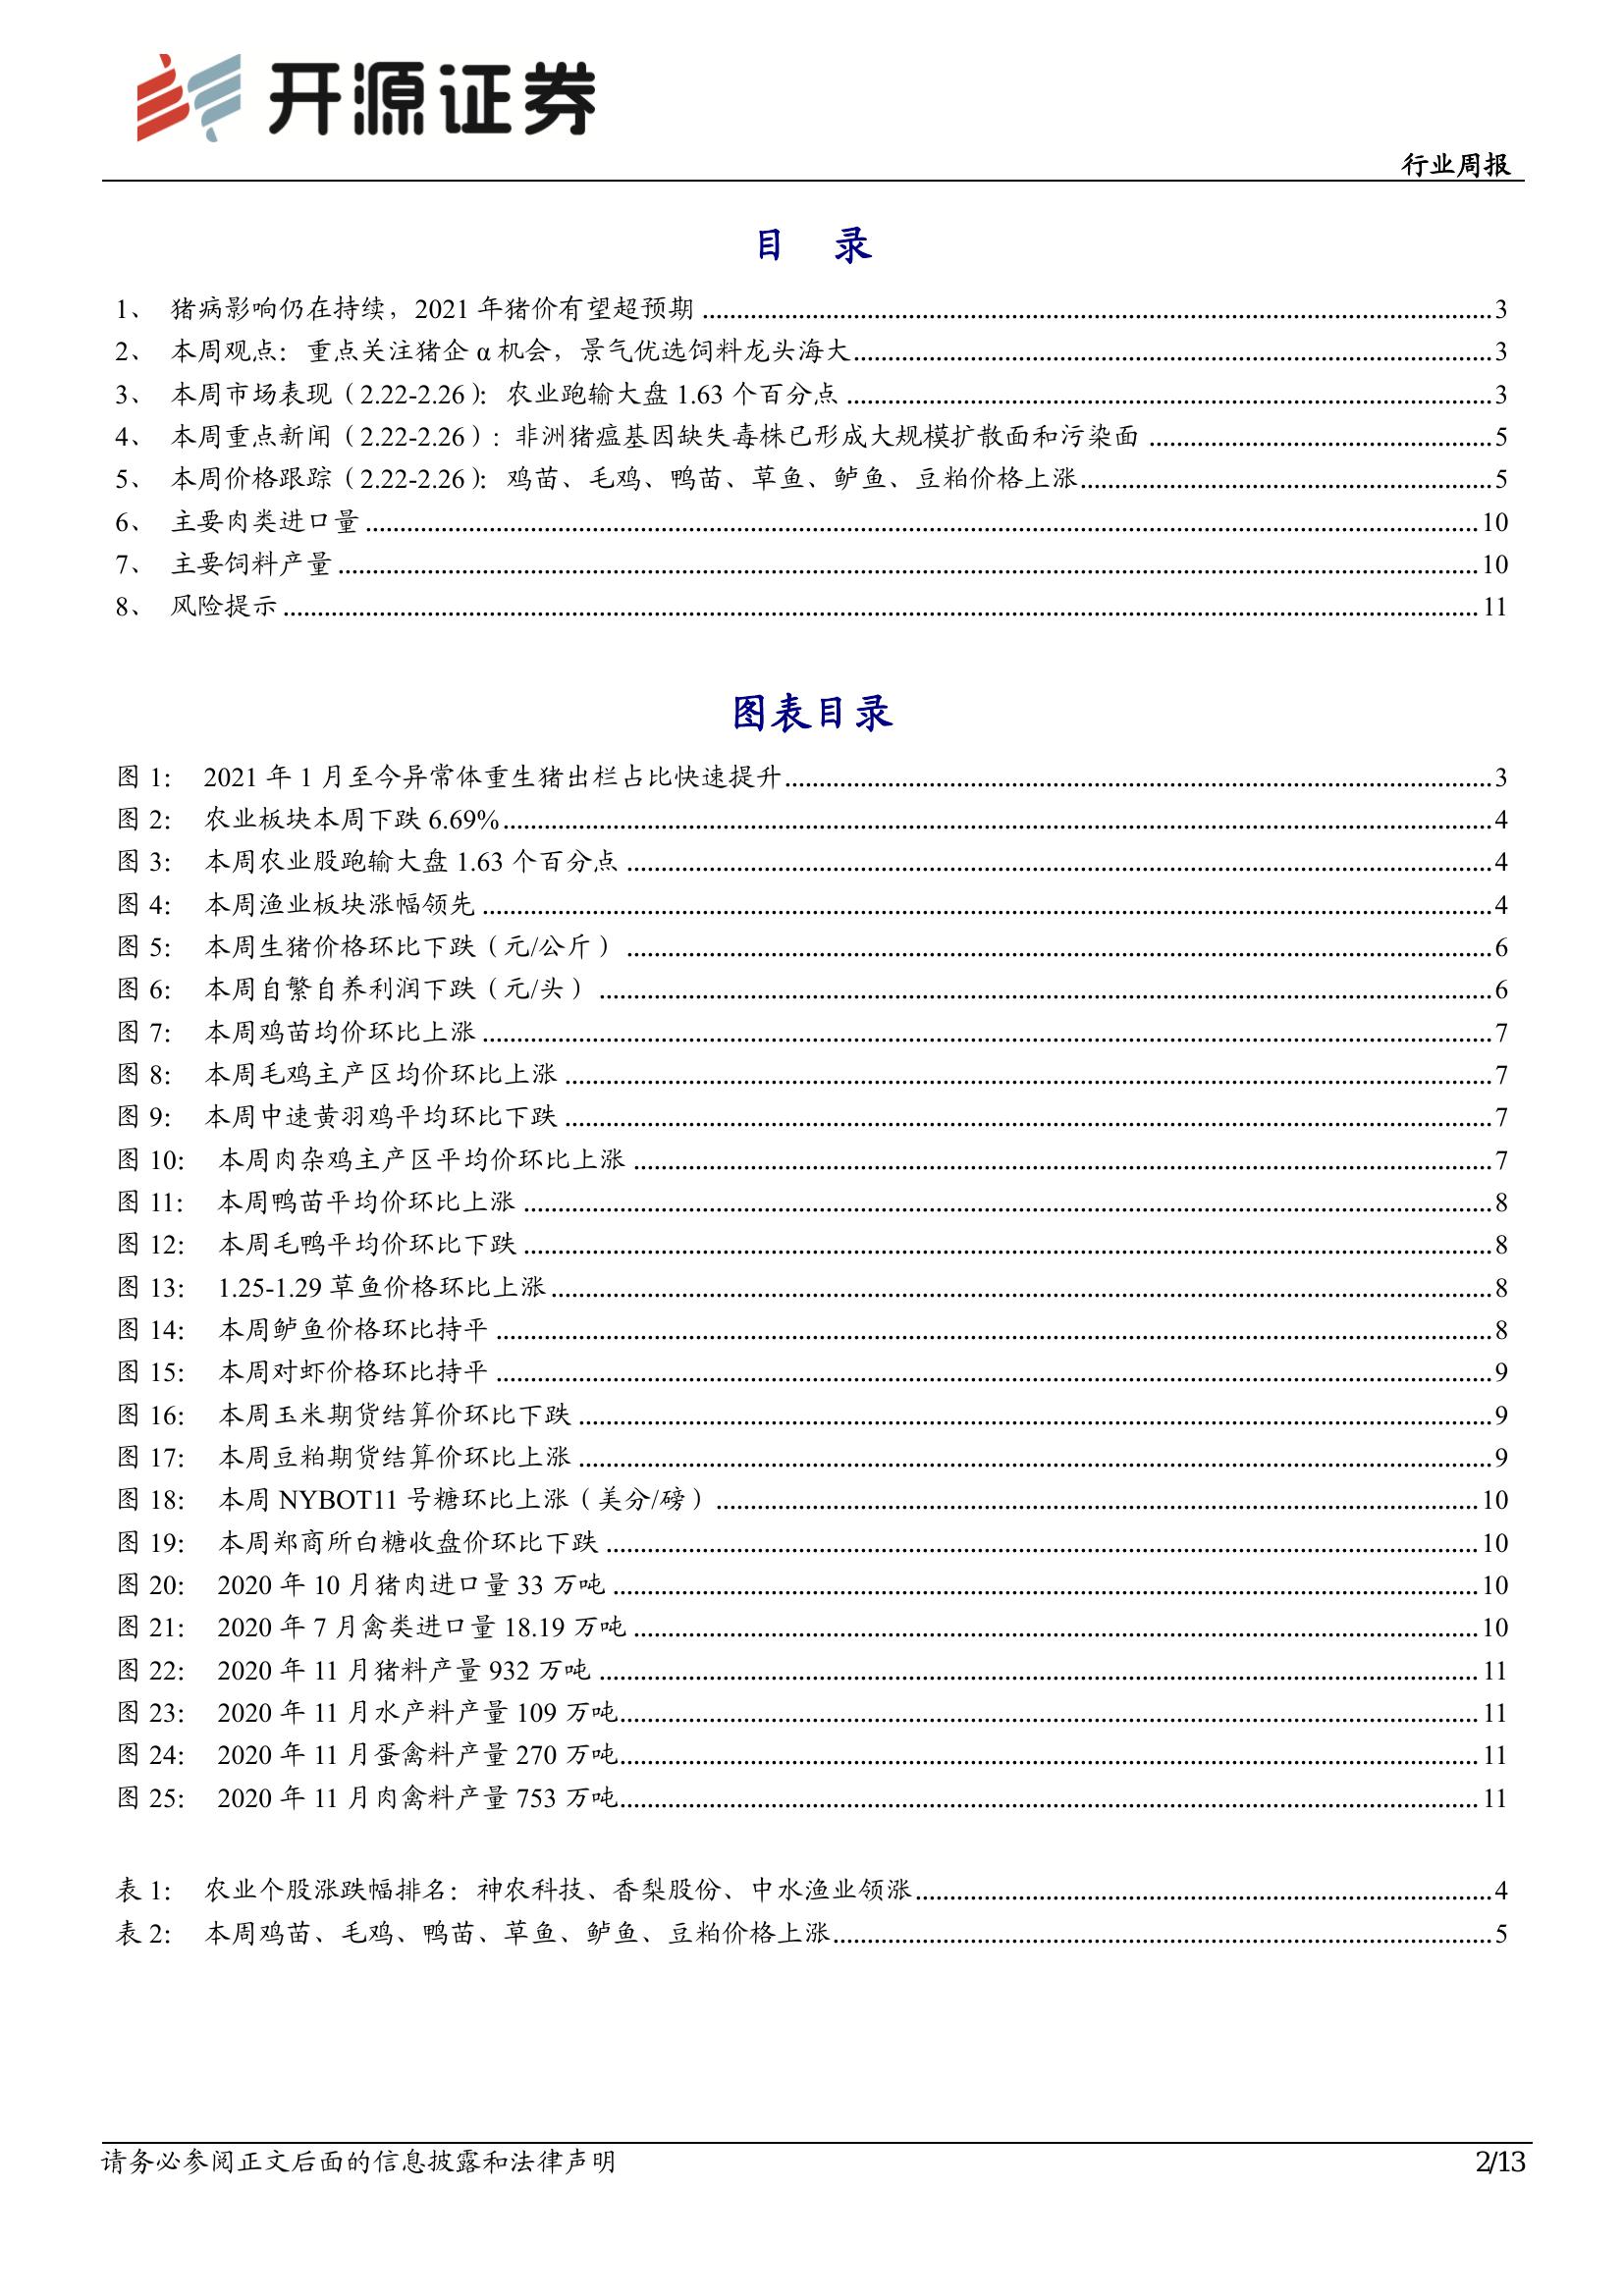 开源证券
行业周报
目 录
1、 猪病影响仍在持续，2021 年猪价有望超预期 3
2、 本周观点：重点关注猪企 α 机会，景气优选饲料龙头海大 3
3、 本周市场表现（2.22-2.26）：农业跑输大盘 1.63 个百分点 3
4、 本周重点新闻（2.22-2.26）：非洲猪瘟基因缺失毒株已形成大规模扩散面和污染面 5
5、 本周价格跟踪（2.22-2.26）：鸡苗、毛鸡、鸭苗、草鱼、鲈鱼、豆粕价格上涨 5
6、 主要肉类进口量 10
7、 主要饲料产量 10
8、 风险提示 11
图表目录
图 1： 2021 年 1 月至今异常体重生猪出栏占比快速提升 3
图 2： 农业板块本周下跌 6.69% 4
图 3： 本周农业股跑输大盘 1.63 个百分点 4
图 4： 本周渔业板块涨幅领先 4
图 5： 本周生猪价格环比下跌（元/公斤） 6
图 6： 本周自繁自养利润下跌（元/头） 6
图 7： 本周鸡苗均价环比上涨 7
图 8： 本周毛鸡主产区均价环比上涨 7
图 9： 本周中速黄羽鸡平均环比下跌 7
图 10： 本周肉杂鸡主产区平均价环比上涨 7
图 11： 本周鸭苗平均价环比上涨 8
图 12： 本周毛鸭平均价环比下跌 8
图 13： 1.25-1.29 草鱼价格环比上涨 8
图 14： 本周鲈鱼价格环比持平 8
图 15： 本周对虾价格环比持平 9
图 16： 本周玉米期货结算价环比下跌 9
图 17： 本周豆粕期货结算价环比上涨 9
图 18： 本周 NYBOT11 号糖环比上涨（美分/磅） 10
图 19： 本周郑商所白糖收盘价环比下跌 10
图 20： 2020 年 10 月猪肉进口量 33 万吨 10
图 21： 2020 年 7 月禽类进口量 18.19 万吨 10
图 22： 2020 年 11 月猪料产量 932 万吨 11
图 23： 2020 年 11 月水产料产量 109 万吨 11
图 24： 2020 年 11 月蛋禽料产量 270 万吨 11
图 25： 2020 年 11 月肉禽料产量 753 万吨 11
表 1： 农业个股涨跌幅排名：神农科技、香梨股份、中水渔业领涨 4
表 2： 本周鸡苗、毛鸡、鸭苗、草鱼、鲈鱼、豆粕价格上涨 5
请务必参阅正文后面的信息披露和法律声明
2/13